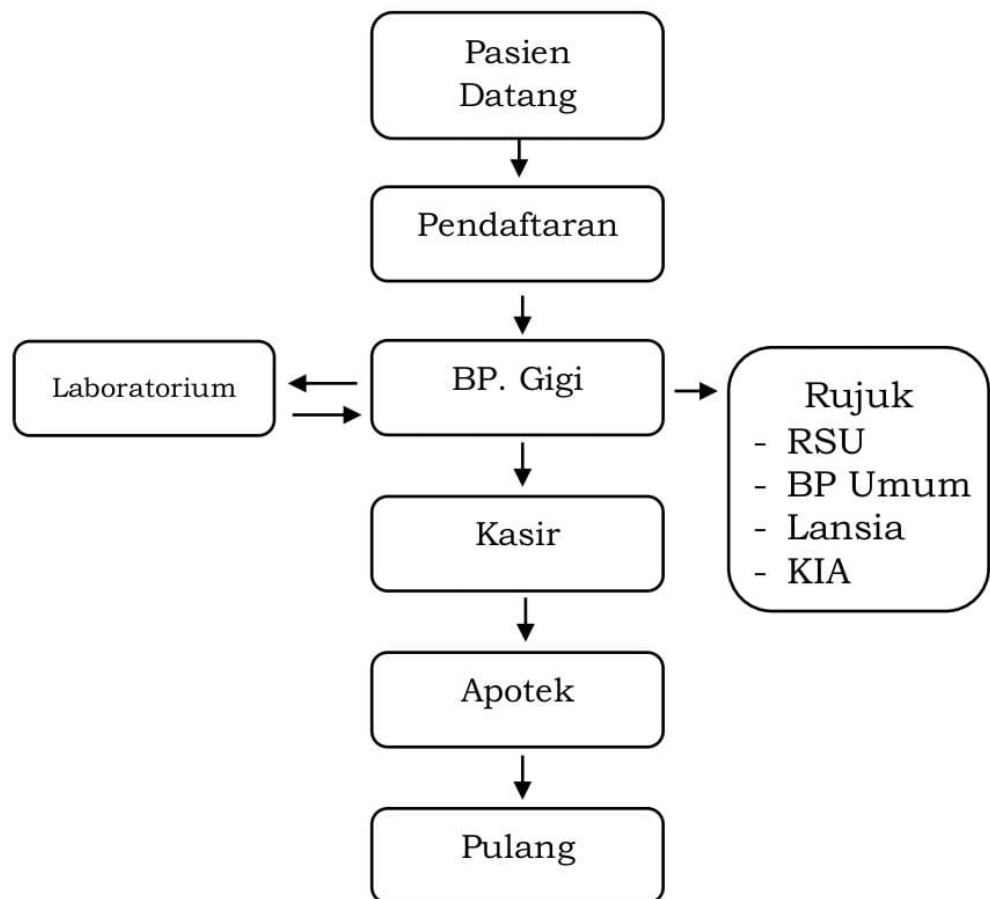 Pasien
Datang
Pendaftaran
Laboratorium
BP. Gigi
Rujuk
- RSU
- BP Umum
- Lansia
- KIA
Kasir
Apotek
Pulang